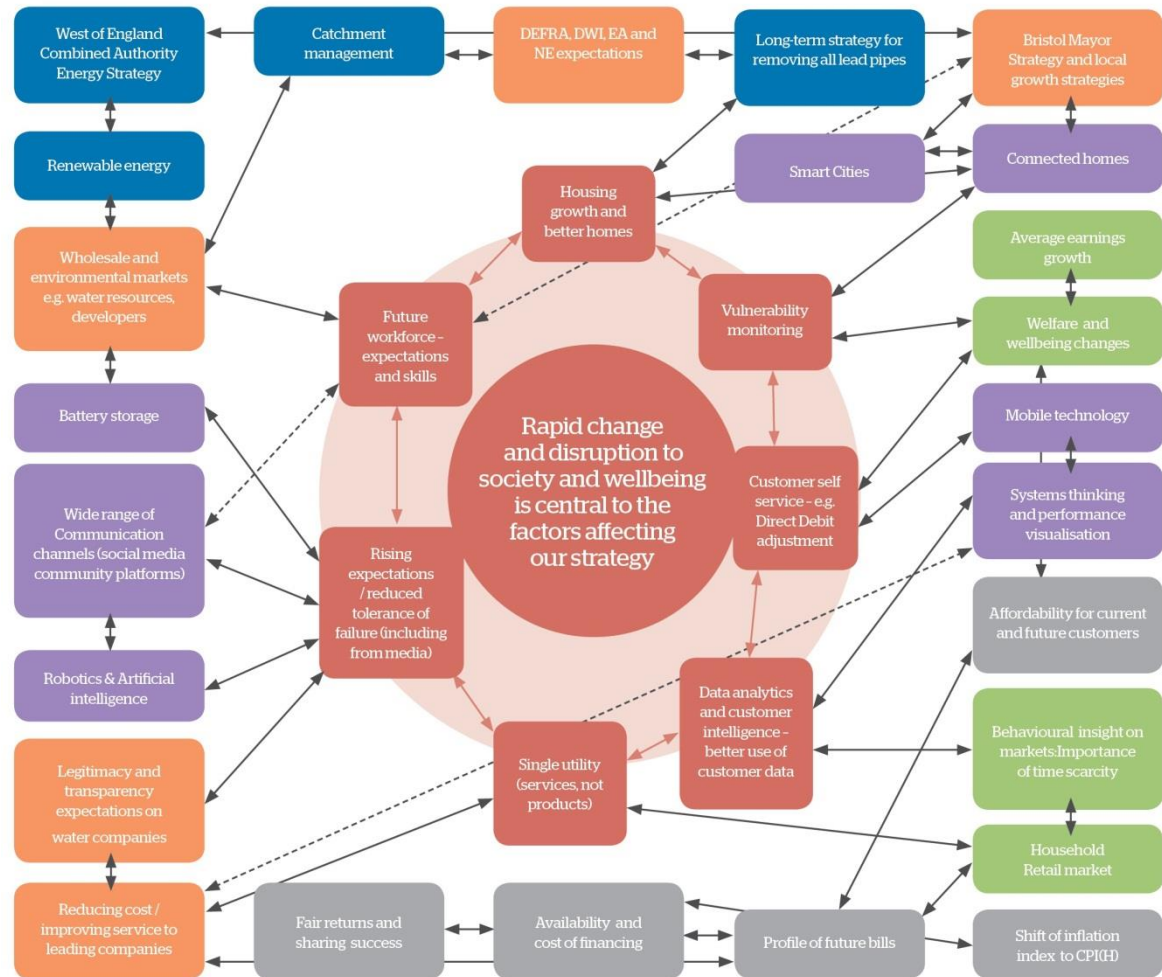 West of England
Combined Authority
Energy Strategy
Catchment
management
DEFRA, DWI, EA and
NE expectations
Long-term strategy for
removing all lead pipes
Bristol Mayor
Strategy and local
growth strategies
Renewable energy
Smart Cities
Connected homes
Housing
growth and
better homes
Wholesale and
environmental markets
e.g. water resources,
developers
Average earnings
growth
Future
workforce –
expectations
and skills
Vulnerability
monitoring
Welfare and
wellbeing changes
Battery storage
Mobile technology
Rapid change
and disruption to
society and wellbeing
is central to the
factors affecting
our strategy
Wide range of
Communication
channels (social media
community platforms)
Customer self
service – e.g.
Direct Debit
adjustment
Systems thinking
and performance
visualisation
Rising
expectations
/ reduced
tolerance of
failure (including
from media)
Affordability for current
and future customers
Robotics & Artificial
intelligence
Data analytics
and customer
intelligence –
better use of
customer data
Behavioural insight on
markets:Importance
of time scarcity
Single utility
(services, not
products)
Legitimacy and
transparency
expectations on
water companies
Household
Retail market
Reducing cost /
improving service to
leading companies
Fair returns and
sharing success
Availability and
cost of financing
Profile of future bills
Shift of inflation
index to CPI(H)